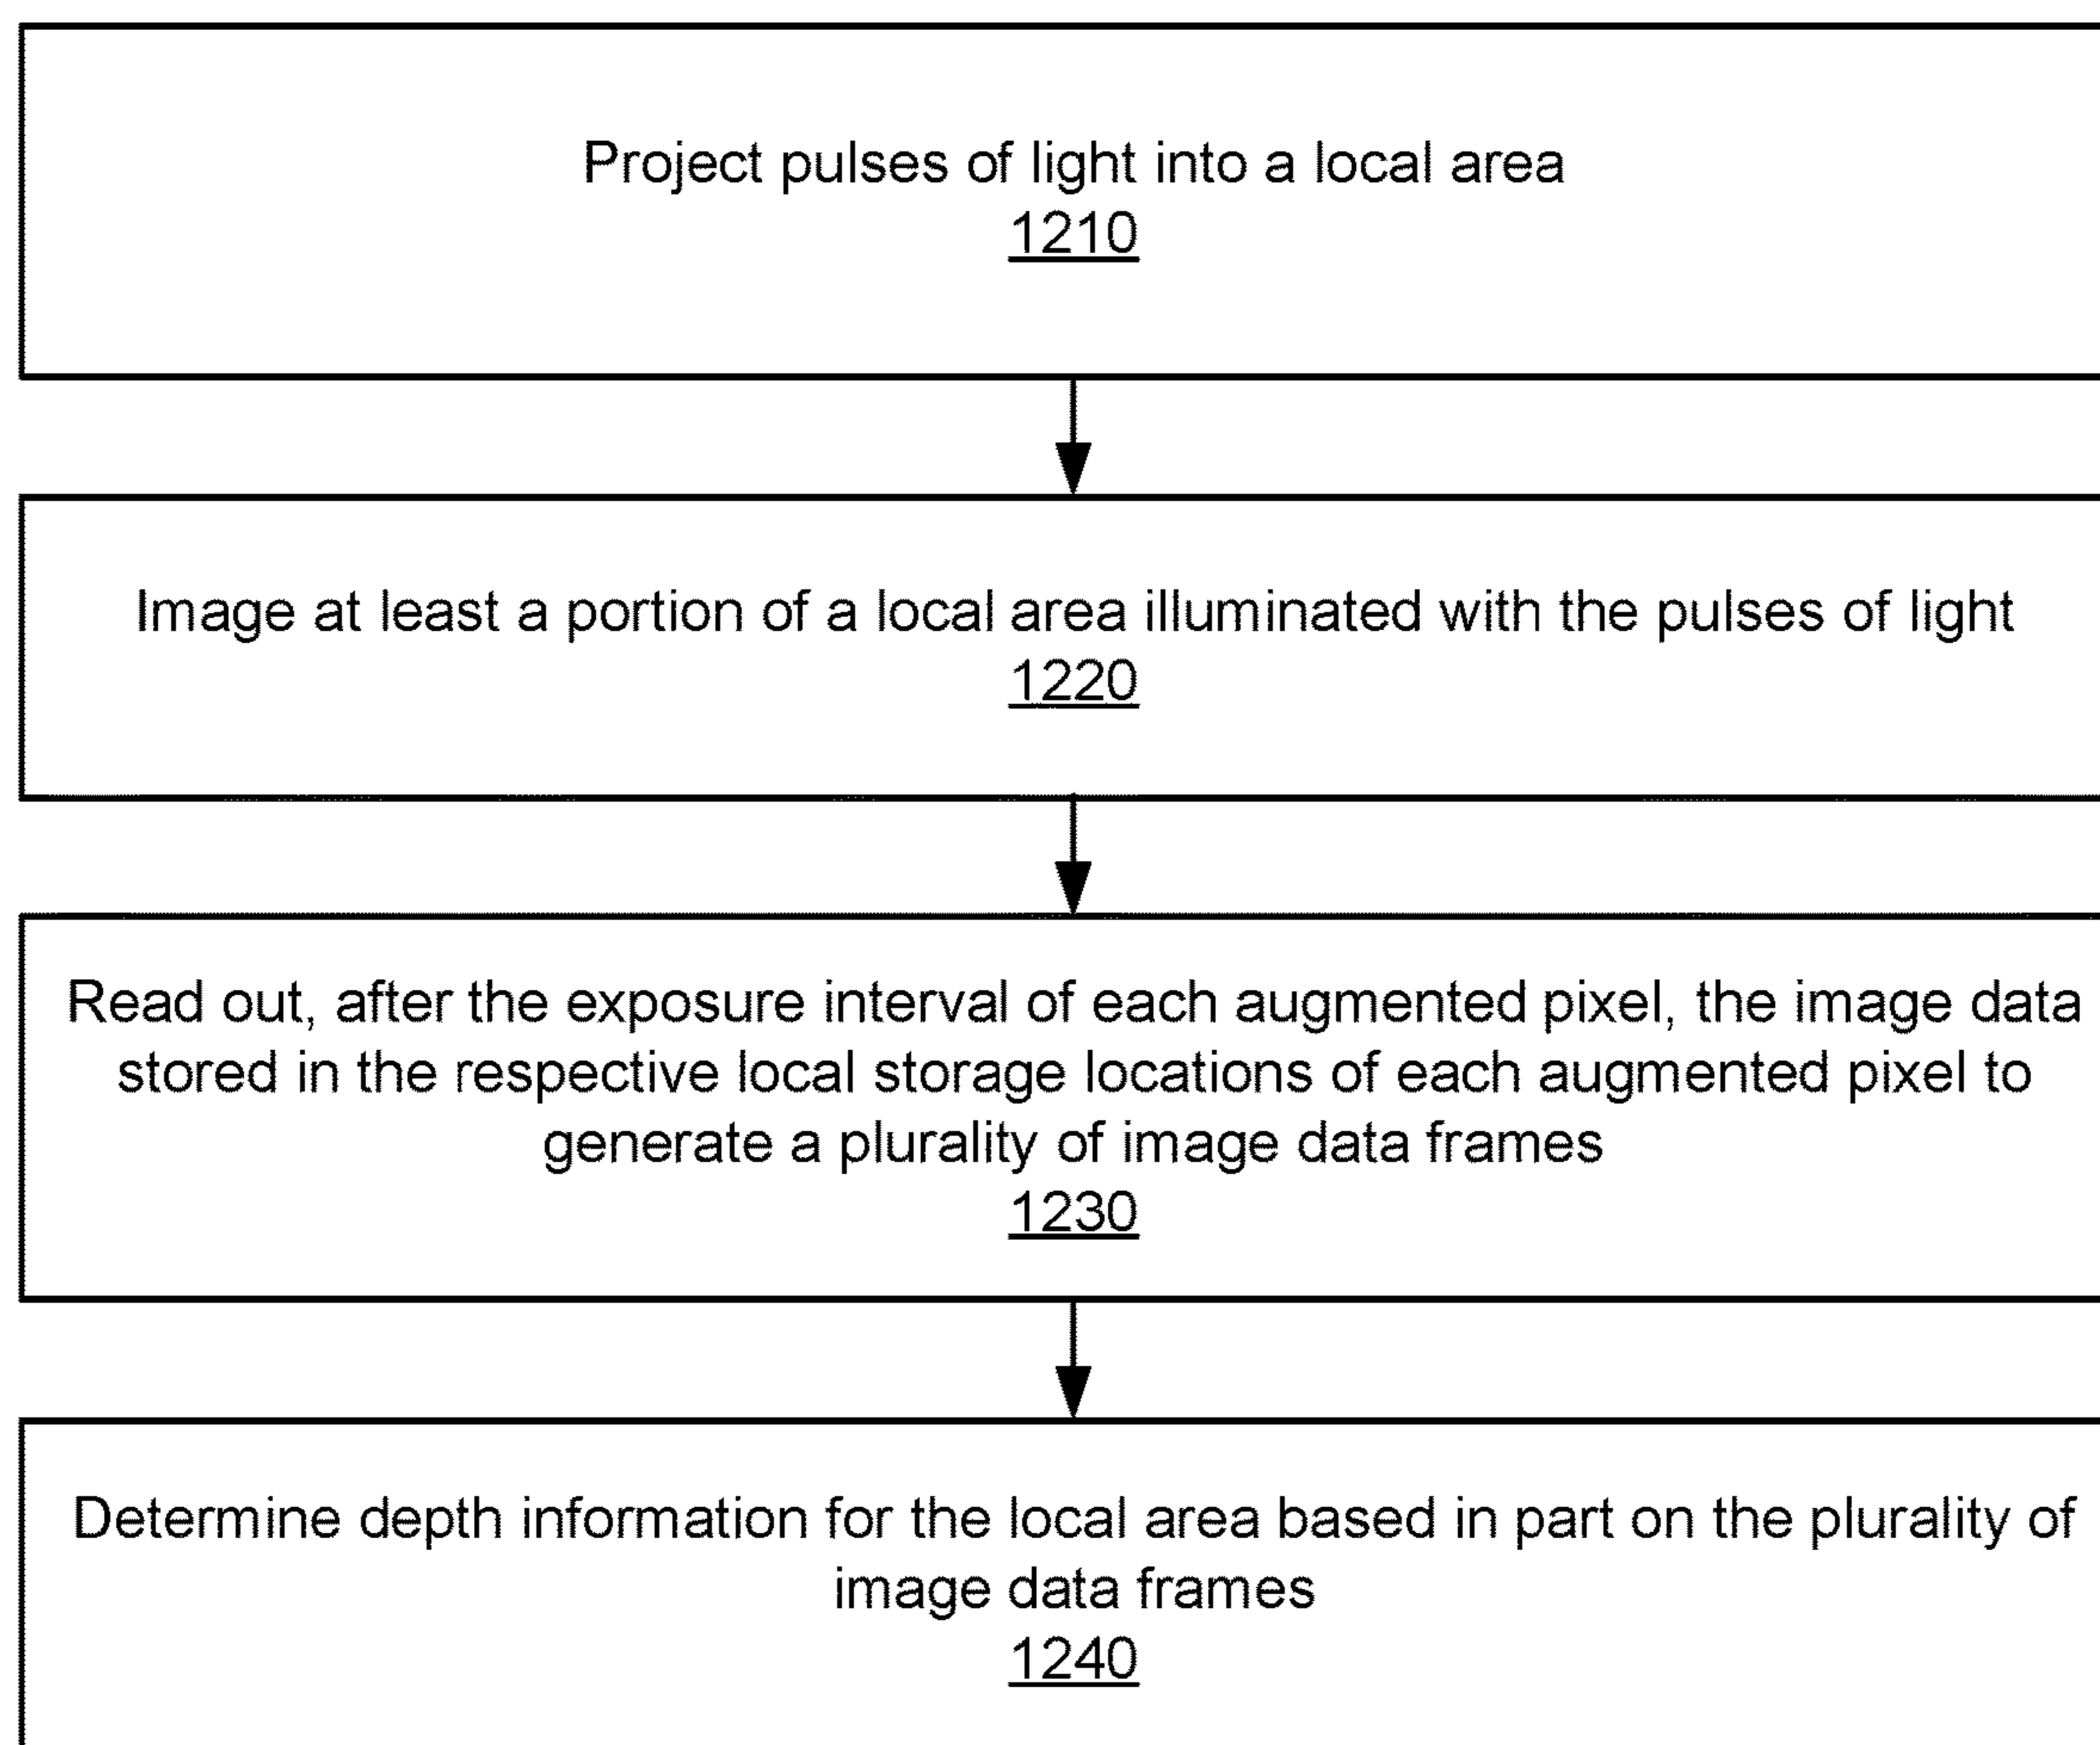 Project pulses of light into a local area
1210
Image at least a portion of a local area illuminated with the pulses of light
1220
Read out, after the exposure interval of each augmented pixel, the image data
stored in the respective local storage locations of each augmented pixel to
generate a plurality of image data frames
1230
Determine depth information for the local area based in part on the plurality of
image data frames
1240